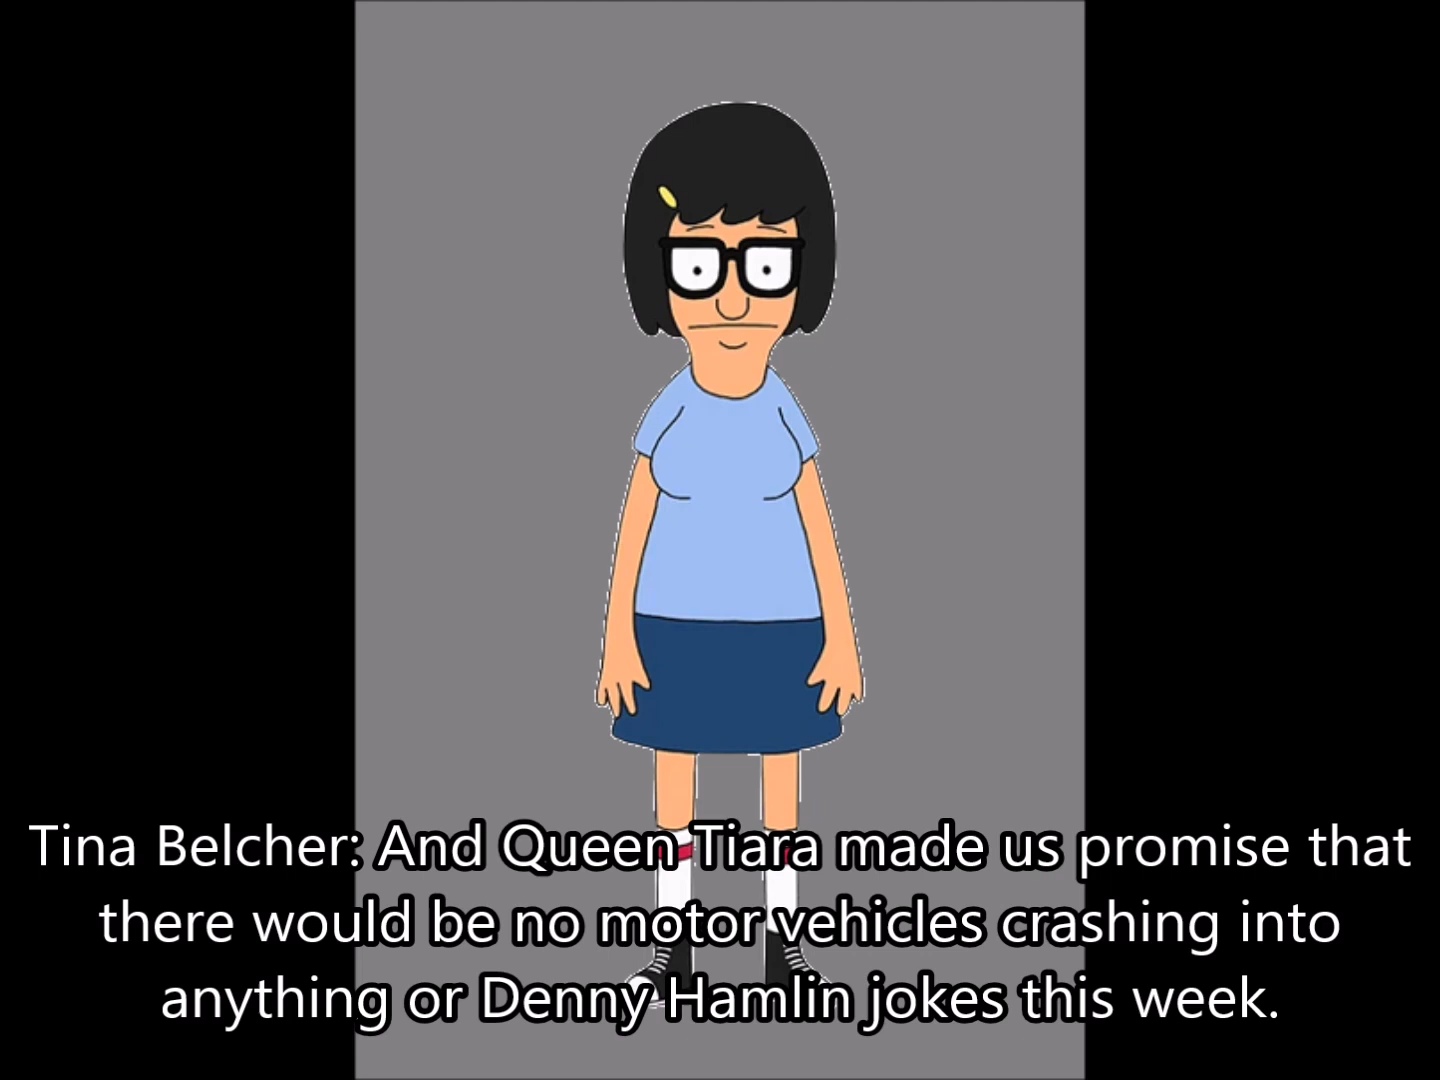 Tina Belcher: And Queen Tiara made us promise that
there would be no motor vehicles crashing into
anything or Denny Hamlin jokes this week.